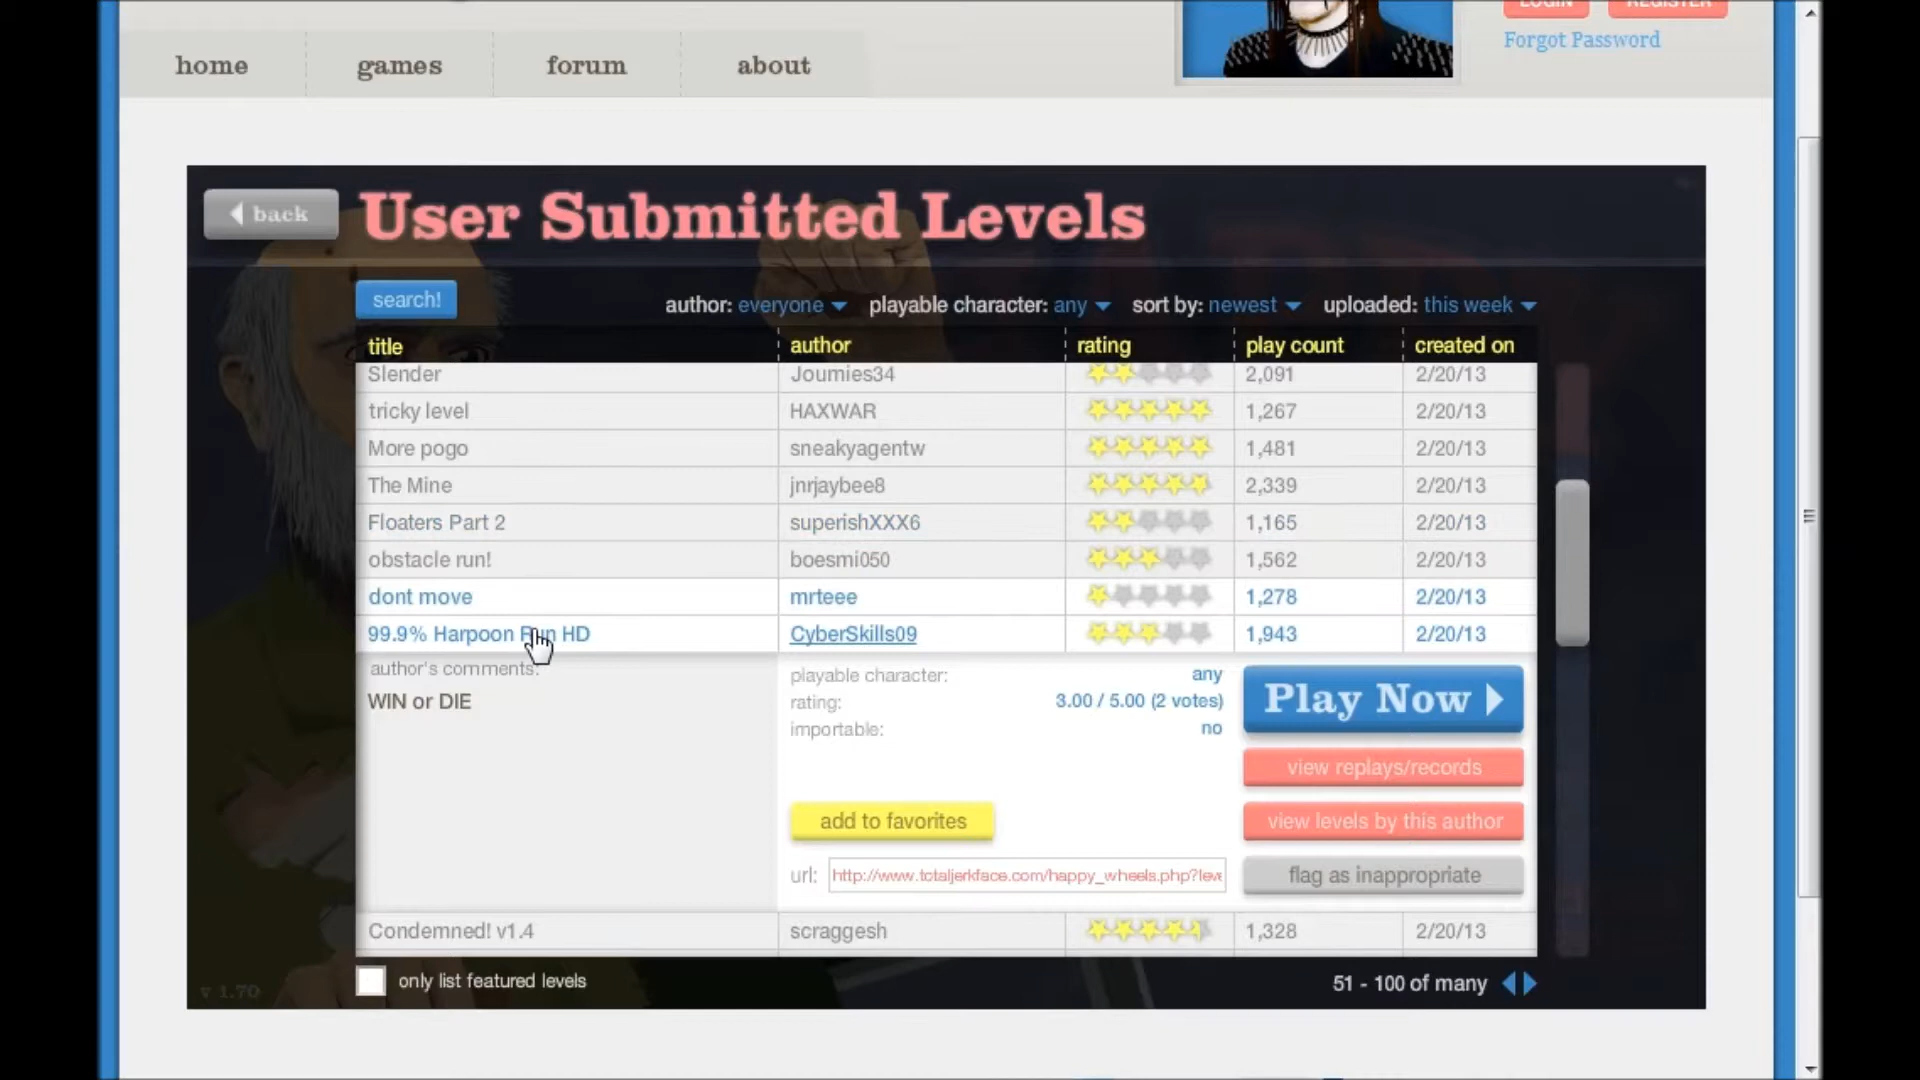 LOGIN REGISTER
Forgot Password
home games forum about
back User Submitted Levels
search! author: everyone playable character: any sort by: newest uploaded: this week
title author rating play count created on
Slender Joumies34 2,091 2/20/13
tricky level HAXWAR 1,267 2/20/13
More pogo sneakyagentw 1,481 2/20/13
The Mine jnrjaybee8 2,339 2/20/13
Floaters Part 2 superishXXX6 1,165 2/20/13
obstacle run! boesmi050 1,562 2/20/13
dont move mrteee 1,278 2/20/13
99.9% Harpoon Run HD CyberSkills09 1,943 2/20/13
author's comments: playable character: any
WIN or DIE rating: 3.00 / 5.00 (2 votes) Play Now
importable: no
view replays/records
add to favorites view levels by this author
url: http://www.totaljerkface.com/happy_wheels.php?leve flag as inappropriate
Condemned! v1.4 scraggesh 1,328 2/20/13
v 1.70 only list featured levels 51 - 100 of many